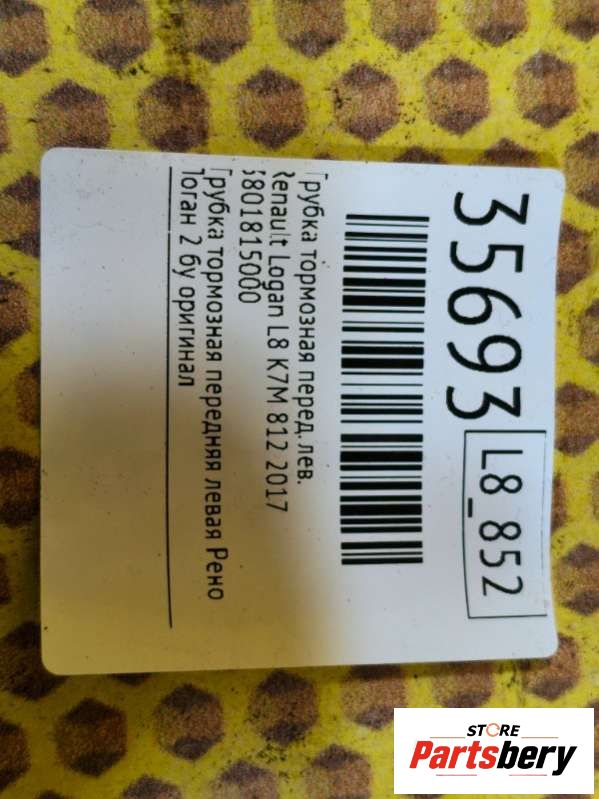 35693
L8_852
Трубка тормозная перед. лев.
Renault Logan L8 K7M 812 2017
6801815000
Трубка тормозная передняя левая Рено
Логан 2 бу оригинал
STORE
Partsbery